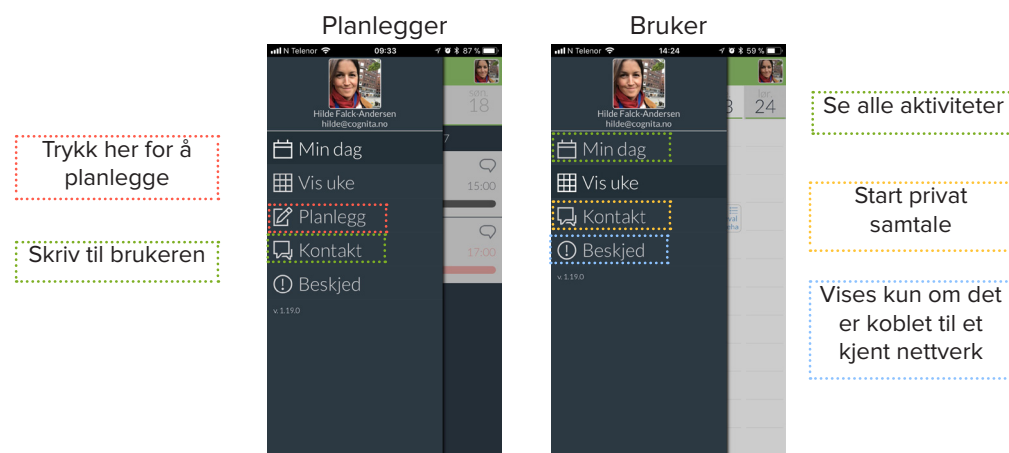 Planlegger
Bruker
Trykk her for å
planlegge
Skriv til brukeren
N Telenor 09:33 87 %
Hilde Falck-Andersen
hilde@cognita.no
Min dag
Vis uke
Planlegg
Kontakt
Beskjed
v. 1.19.0
søn.
18
7
15:00
17:00
N Telenor 14:24 59 %
Hilde Falck-Andersen
hilde@cognita.no
Min dag
Vis uke
Kontakt
Beskjed
v. 1.19.0
3
lør.
24
Se alle aktiviteter
Start privat
samtale
Vises kun om det
er koblet til et
kjent nettverk